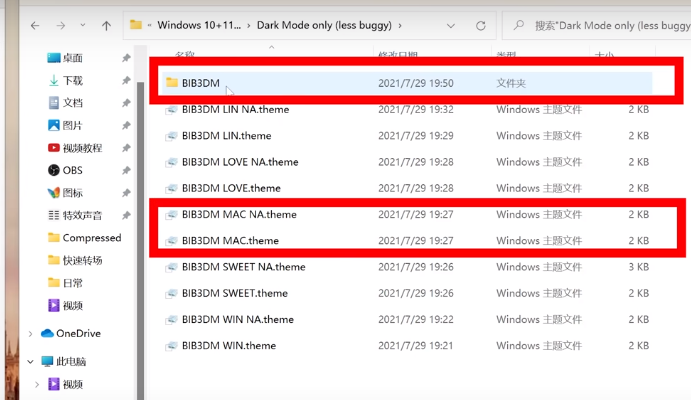 « Windows 10+11... › Dark Mode only (less buggy) ›
搜索"Dark Mode only (less buggy)
名称 修改日期 类型 大小
桌面
下载
文档
图片
视频教程
OBS
图标
特效声音
Compressed
快速转场
日常
视频
OneDrive
此电脑
视频
BIB3DM 2021/7/29 19:50 文件夹
BIB3DM LIN NA.theme 2021/7/29 19:32 Windows 主题文件 2 KB
BIB3DM LIN.theme 2021/7/29 19:29 Windows 主题文件 2 KB
BIB3DM LOVE NA.theme 2021/7/29 19:28 Windows 主题文件 2 KB
BIB3DM LOVE.theme 2021/7/29 19:28 Windows 主题文件 2 KB
BIB3DM MAC NA.theme 2021/7/29 19:27 Windows 主题文件 2 KB
BIB3DM MAC.theme 2021/7/29 19:27 Windows 主题文件 2 KB
BIB3DM SWEET NA.theme 2021/7/29 19:26 Windows 主题文件 3 KB
BIB3DM SWEET.theme 2021/7/29 19:26 Windows 主题文件 2 KB
BIB3DM WIN NA.theme 2021/7/29 19:22 Windows 主题文件 2 KB
BIB3DM WIN.theme 2021/7/29 19:21 Windows 主题文件 2 KB